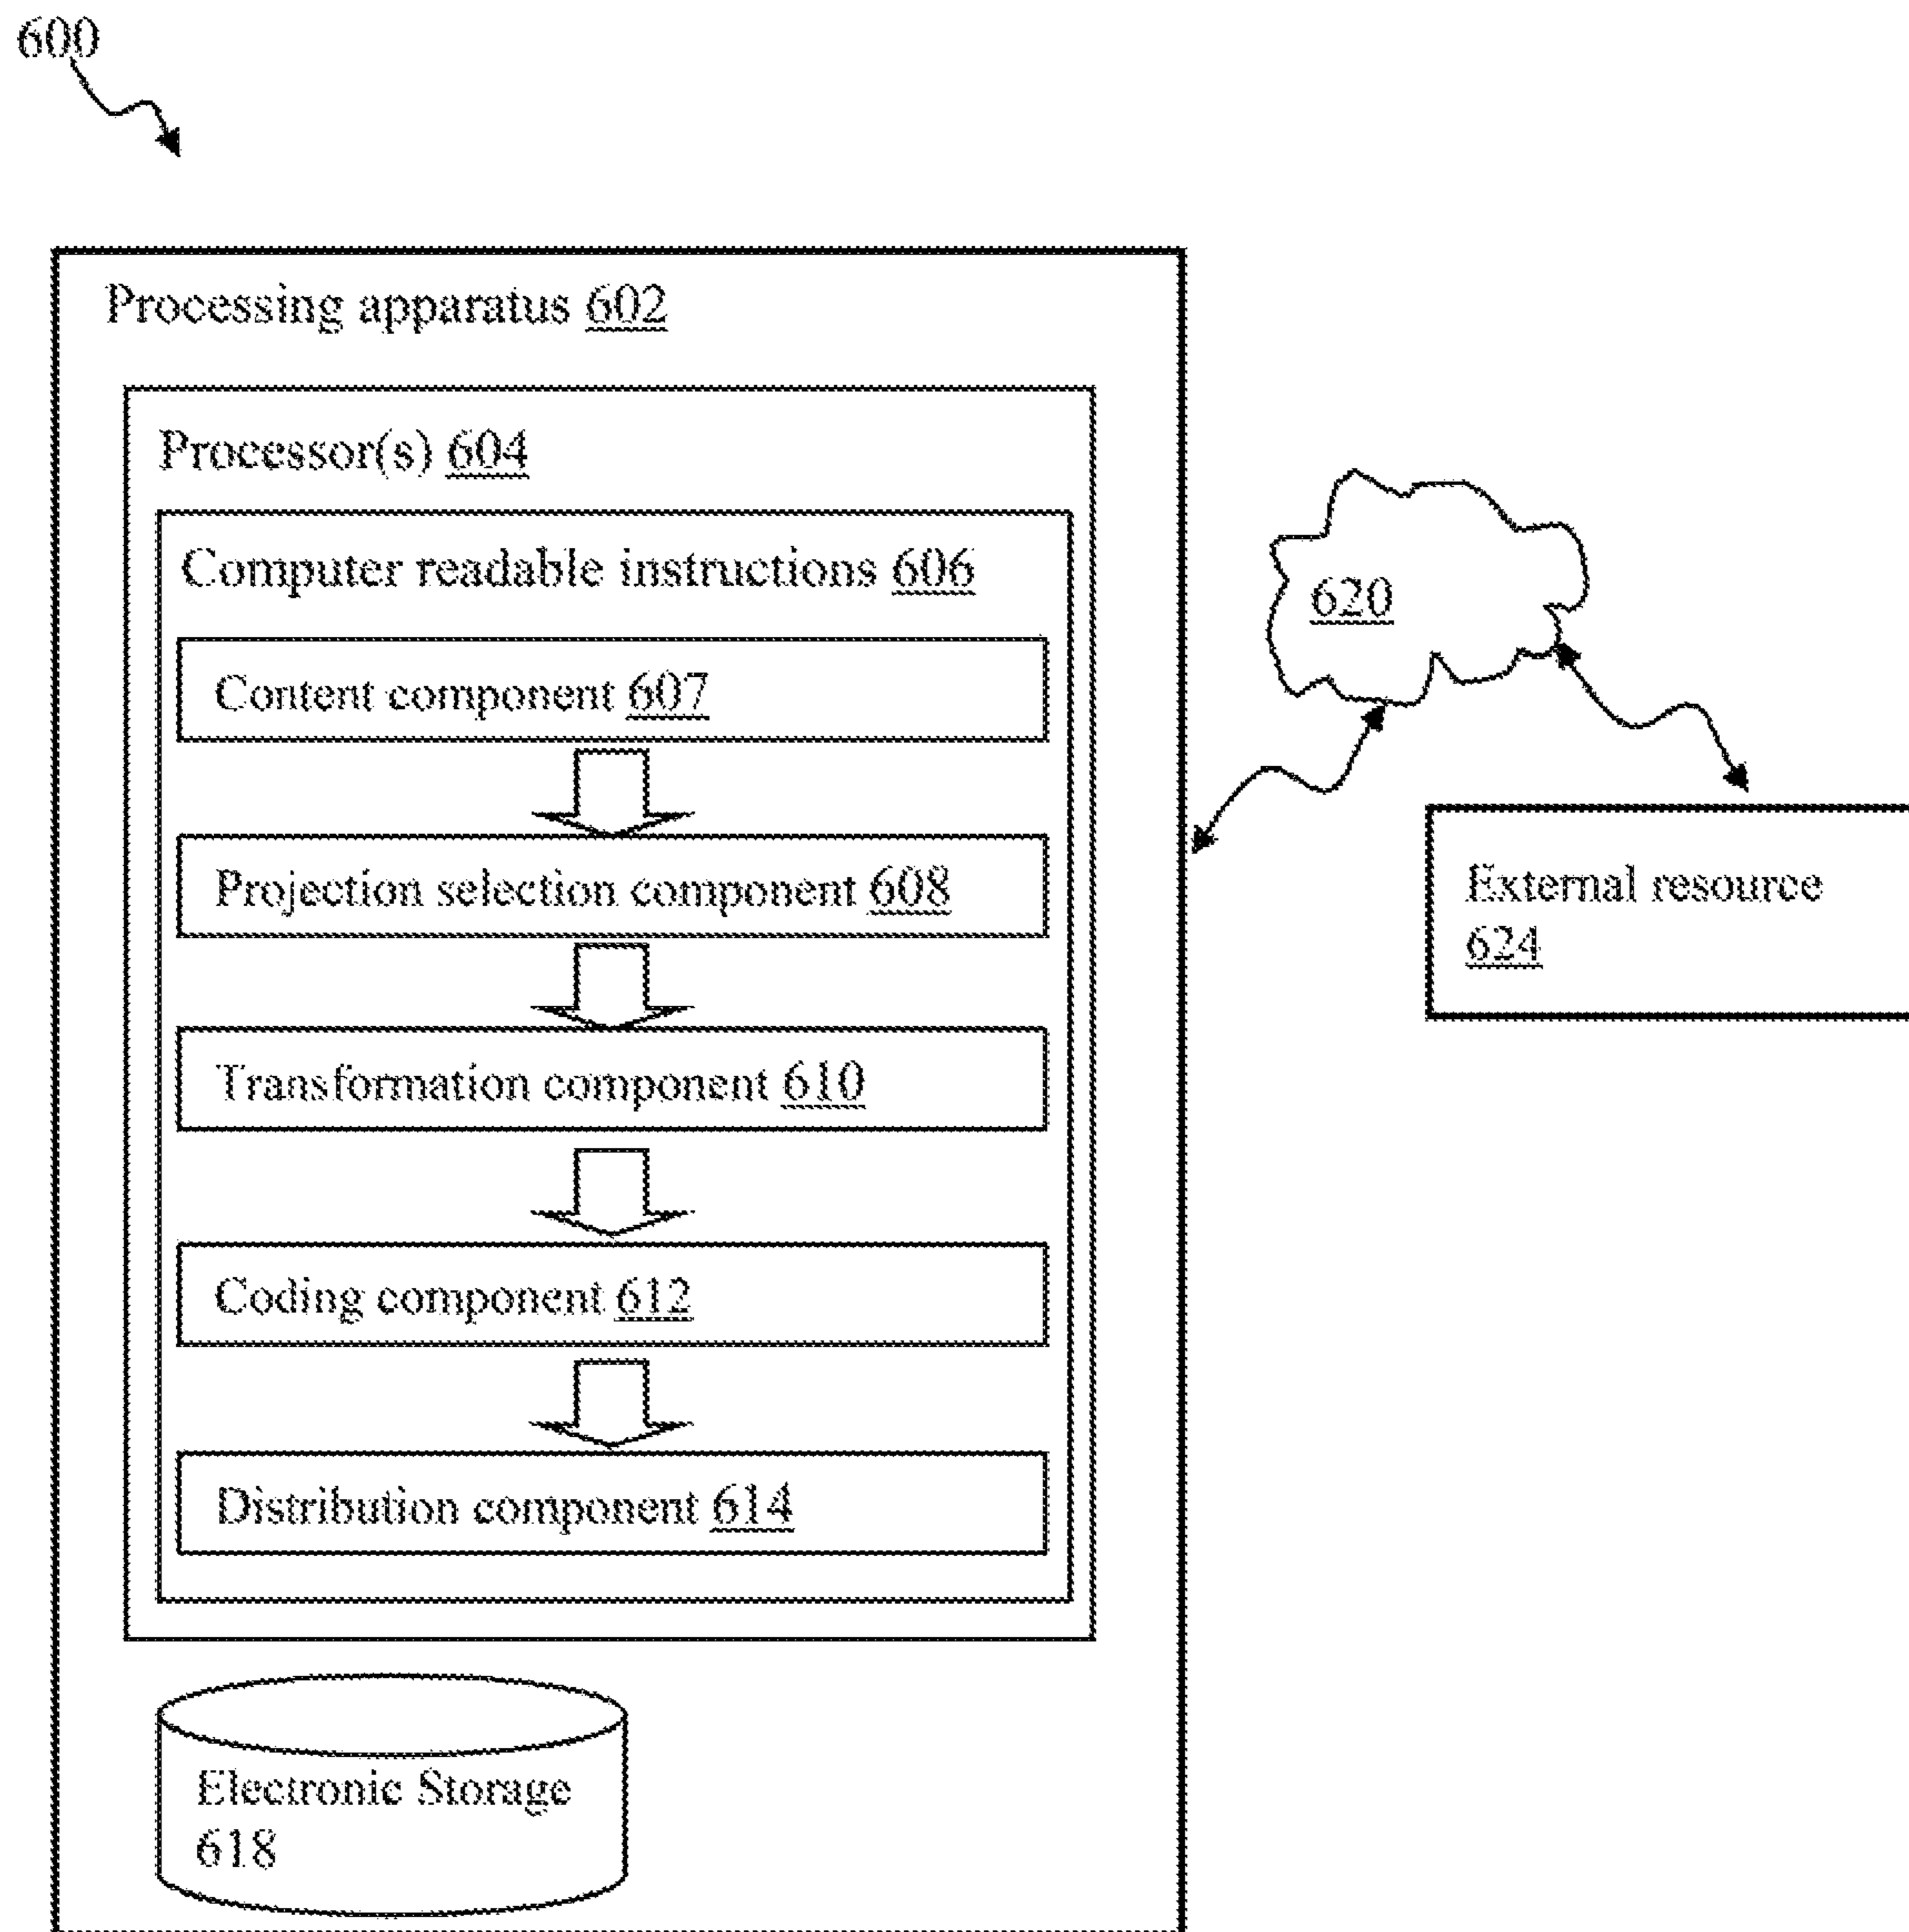 600
Processing apparatus 602
Processor(s) 604
Computer readable instructions 606
Content component 607
Projection selection component 608
Transformation component 610
Coding component 612
Distribution component 614
Electronic Storage
618
620
External resource
624